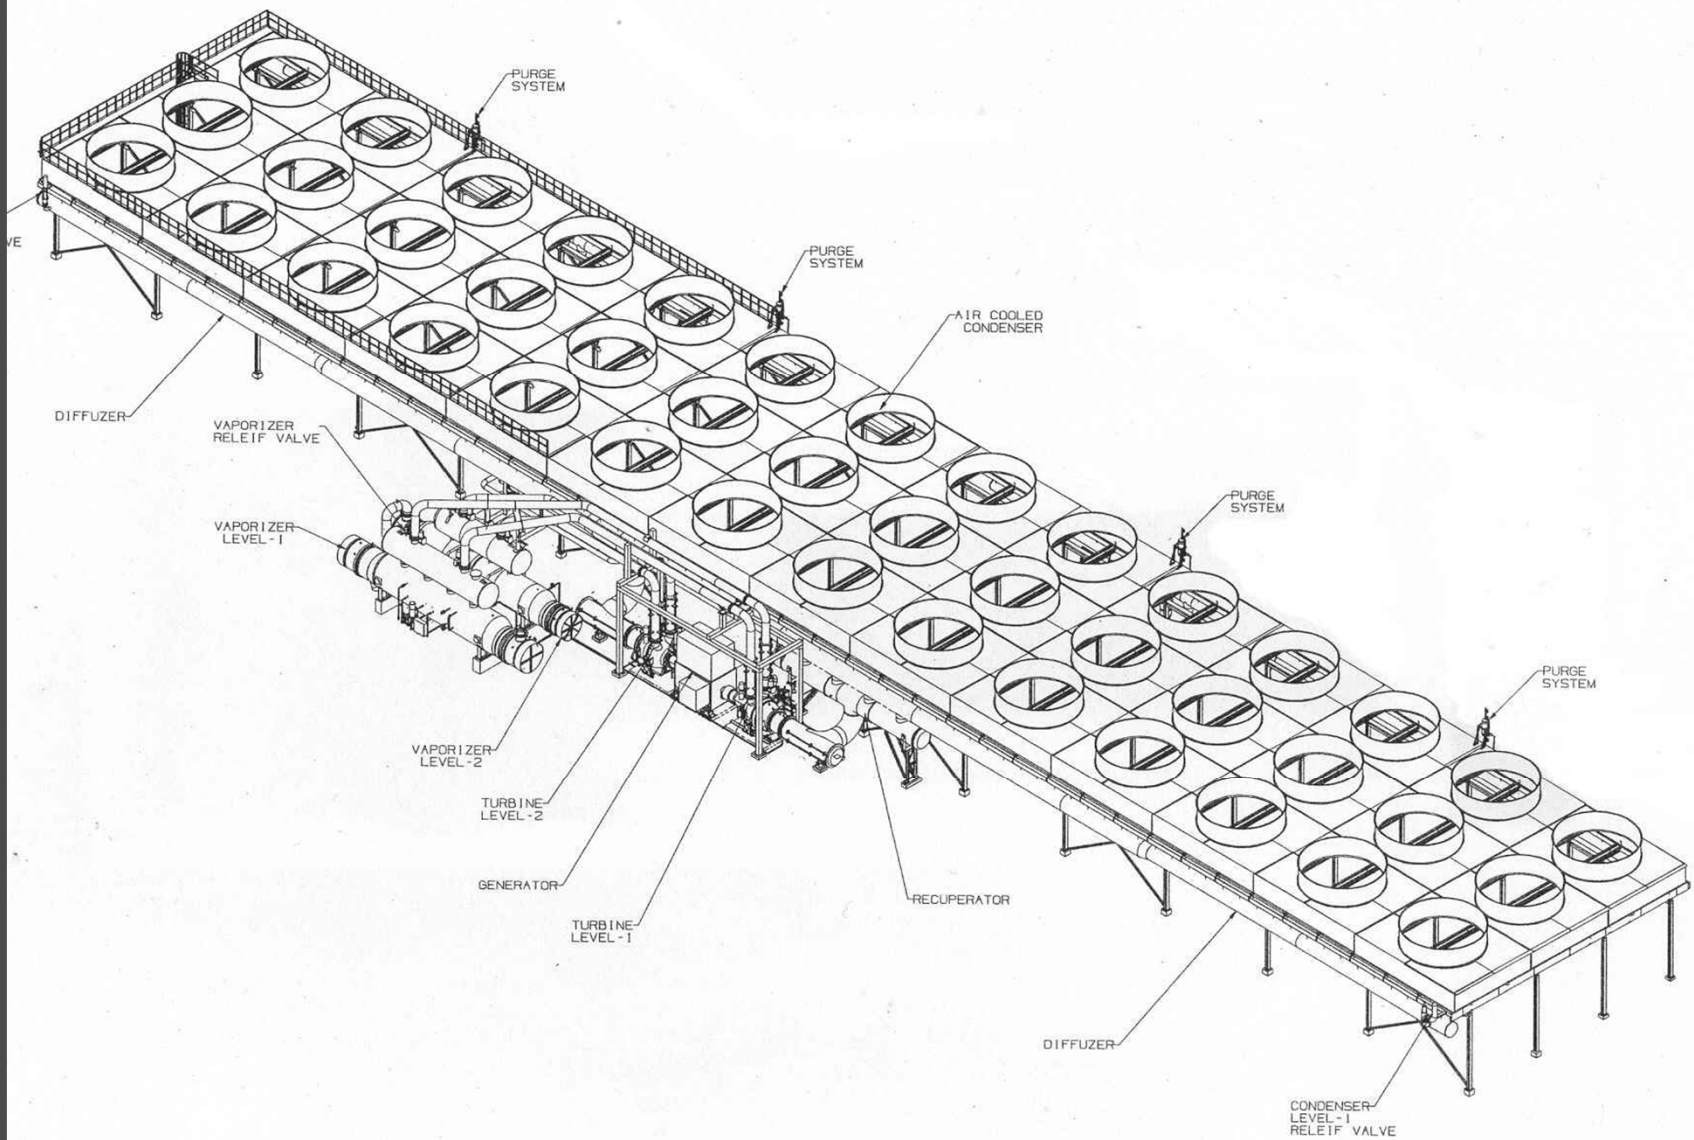 PURGE
SYSTEM
PURGE
SYSTEM
VE
AIR COOLED
CONDENSER
DIFFUZER
VAPORIZER
RELEIF VALVE
PURGE
SYSTEM
VAPORIZER
LEVEL-1
PURGE
SYSTEM
VAPORIZER
LEVEL-2
TURBINE
LEVEL-2
GENERATOR
RECUPERATOR
TURBINE
LEVEL-1
DIFFUZER
CONDENSER
LEVEL-1
RELEIF VALVE